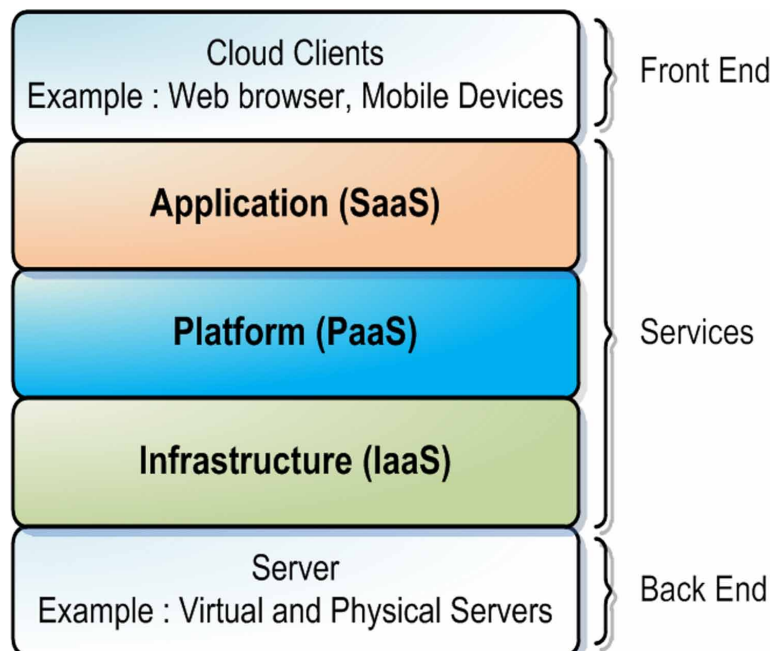 Cloud Clients
Example : Web browser, Mobile Devices
Front End
Application (SaaS)
Platform (PaaS)
Services
Infrastructure (IaaS)
Server
Example : Virtual and Physical Servers
Back End